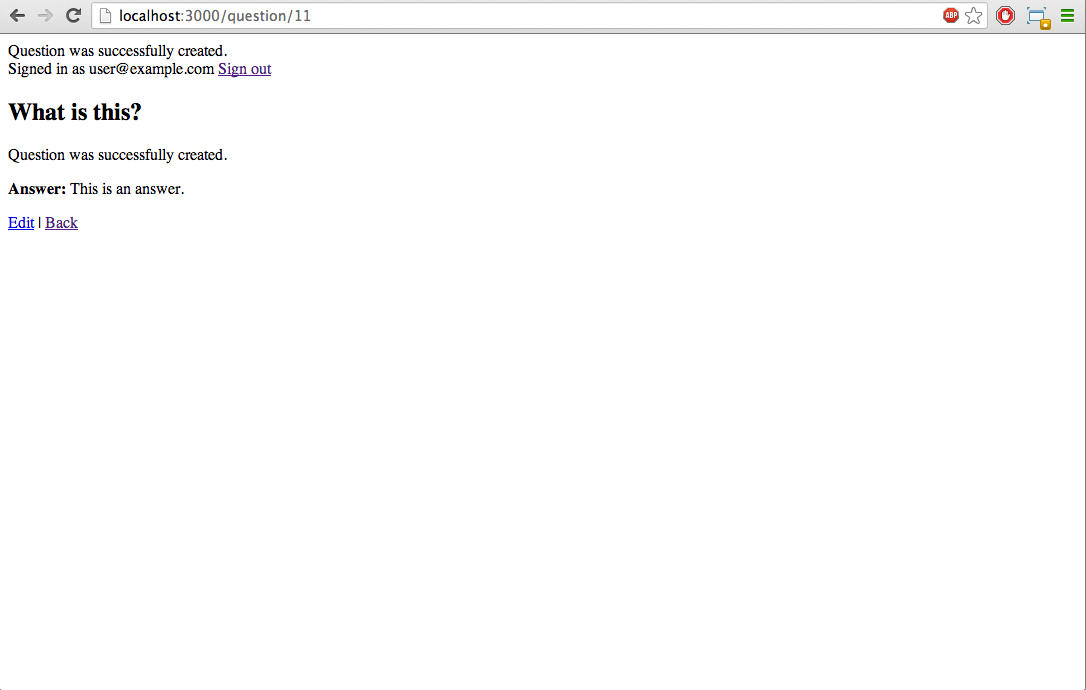 localhost:3000/question/11
ABP
Question was successfully created.
Signed in as user@example.com Sign out
What is this?
Question was successfully created.
Answer: This is an answer.
Edit | Back